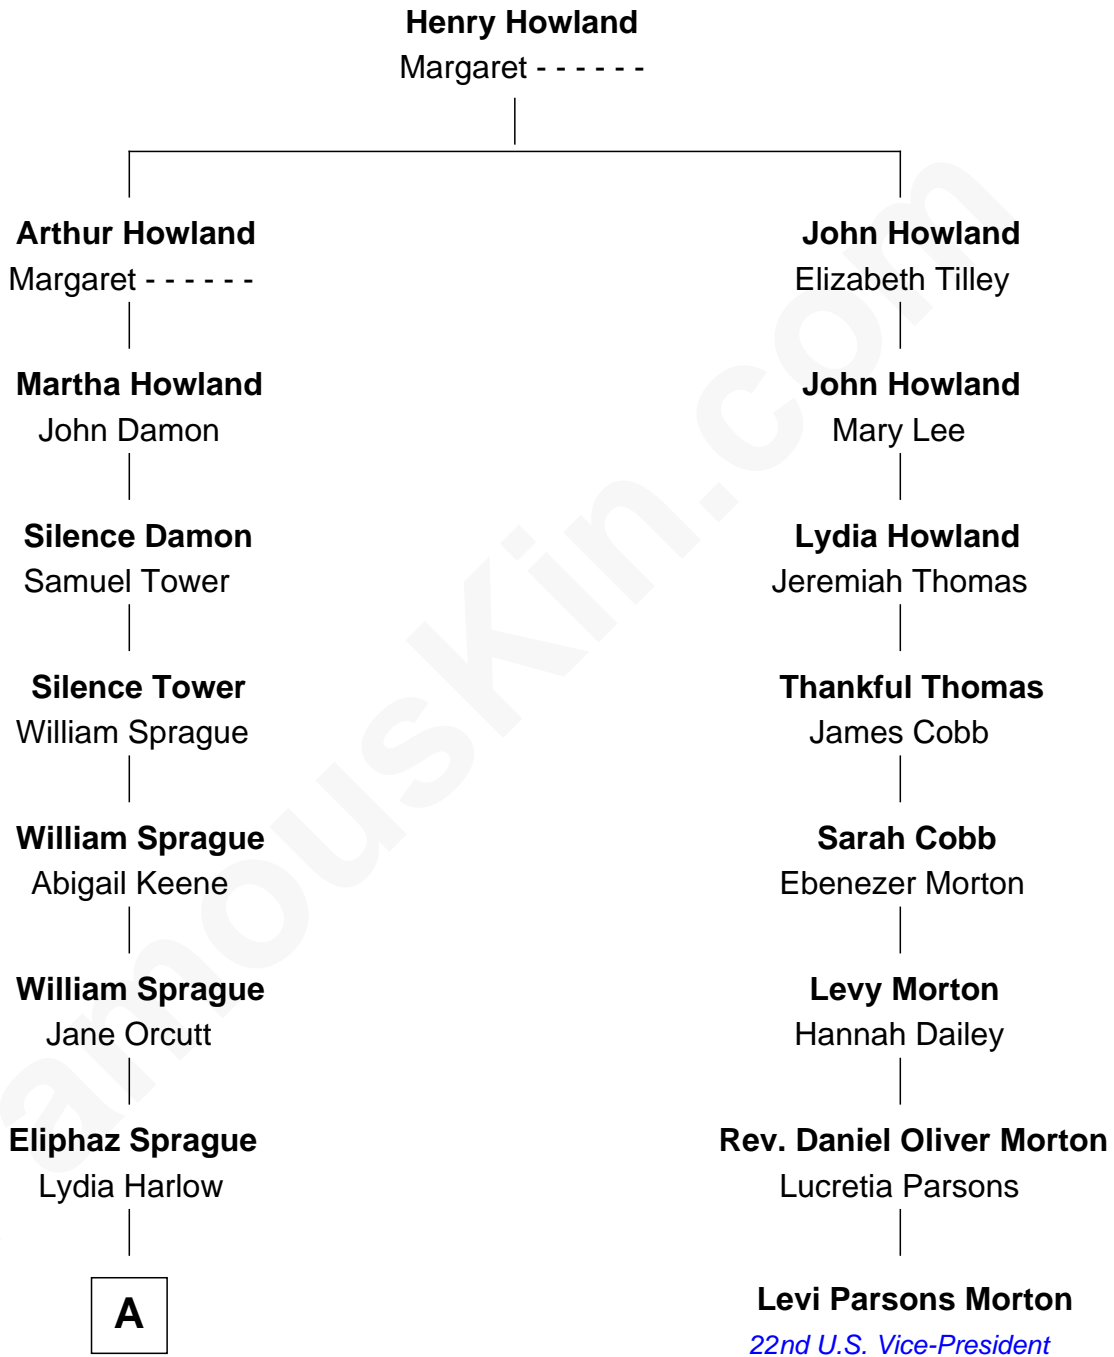 Henry Howland
Margaret - - - - - -
Arthur Howland
Margaret - - - - - -
John Howland
Elizabeth Tilley
Martha Howland
John Damon
John Howland
Mary Lee
Silence Damon
Samuel Tower
Lydia Howland
Jeremiah Thomas
Silence Tower
William Sprague
Thankful Thomas
James Cobb
William Sprague
Abigail Keene
Sarah Cobb
Ebenezer Morton
William Sprague
Jane Orcutt
Levy Morton
Hannah Dailey
Eliphaz Sprague
Lydia Harlow
Rev. Daniel Oliver Morton
Lucretia Parsons
A
Levi Parsons Morton
22nd U.S. Vice-President
amouskin.com